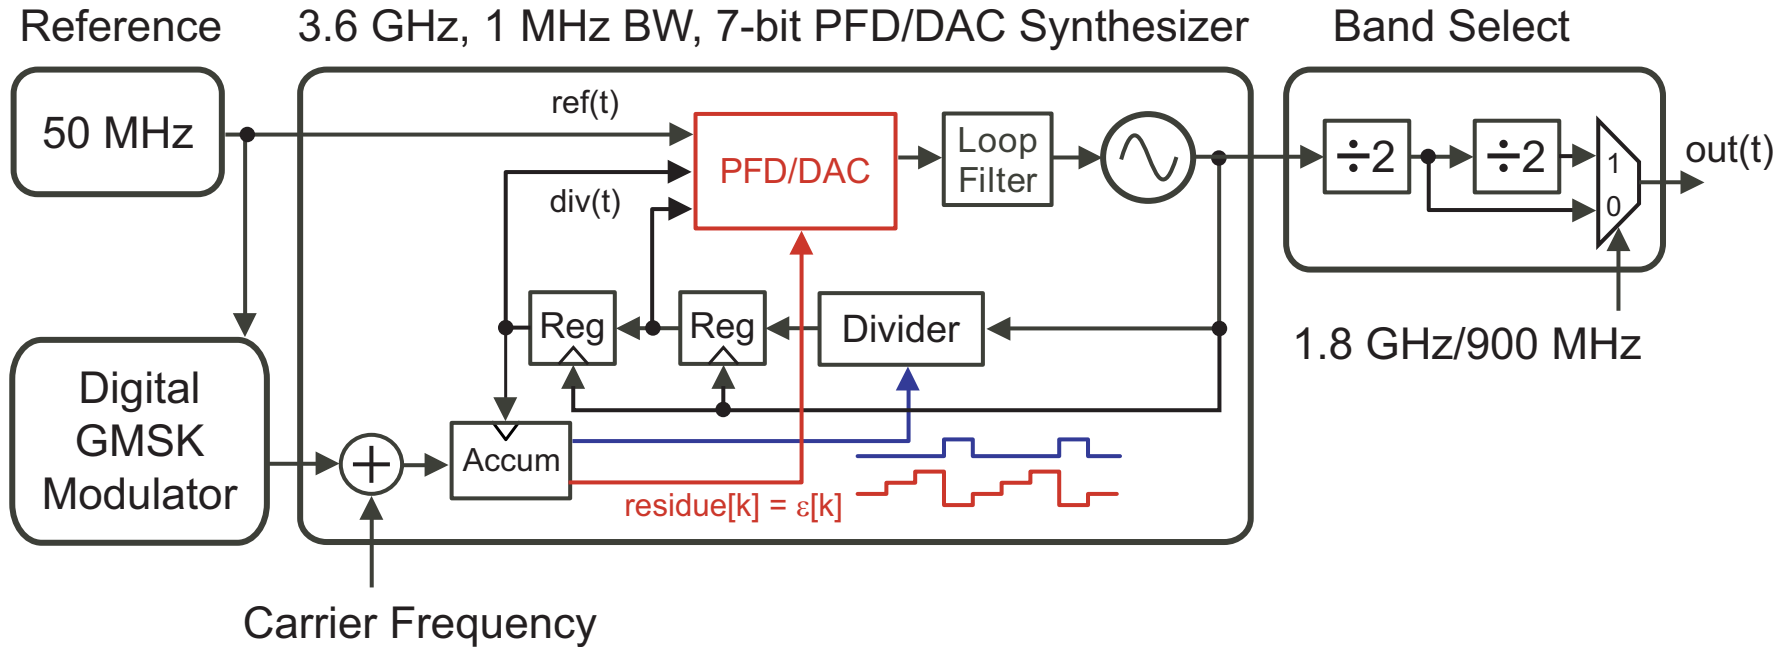 Reference
3.6 GHz, 1 MHz BW, 7-bit PFD/DAC Synthesizer
Band Select
50 MHz
ref(t)
div(t)
PFD/DAC
Loop
Filter
÷2
÷2
1
0
out(t)
Reg
Reg
Divider
1.8 GHz/900 MHz
Digital
GMSK
Modulator
+
Accum
residue[k] = ε[k]
Carrier Frequency